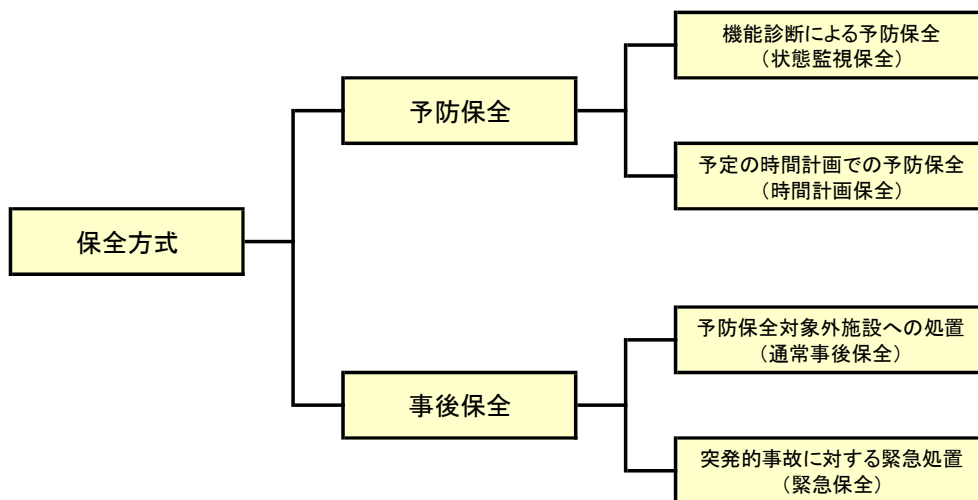 機能診断による予防保全
（状態監視保全）
予防保全
予定の時間計画での予防保全
（時間計画保全）
保全方式
予防保全対象外施設への処置
（通常事後保全）
事後保全
突発的事故に対する緊急処置
（緊急保全）